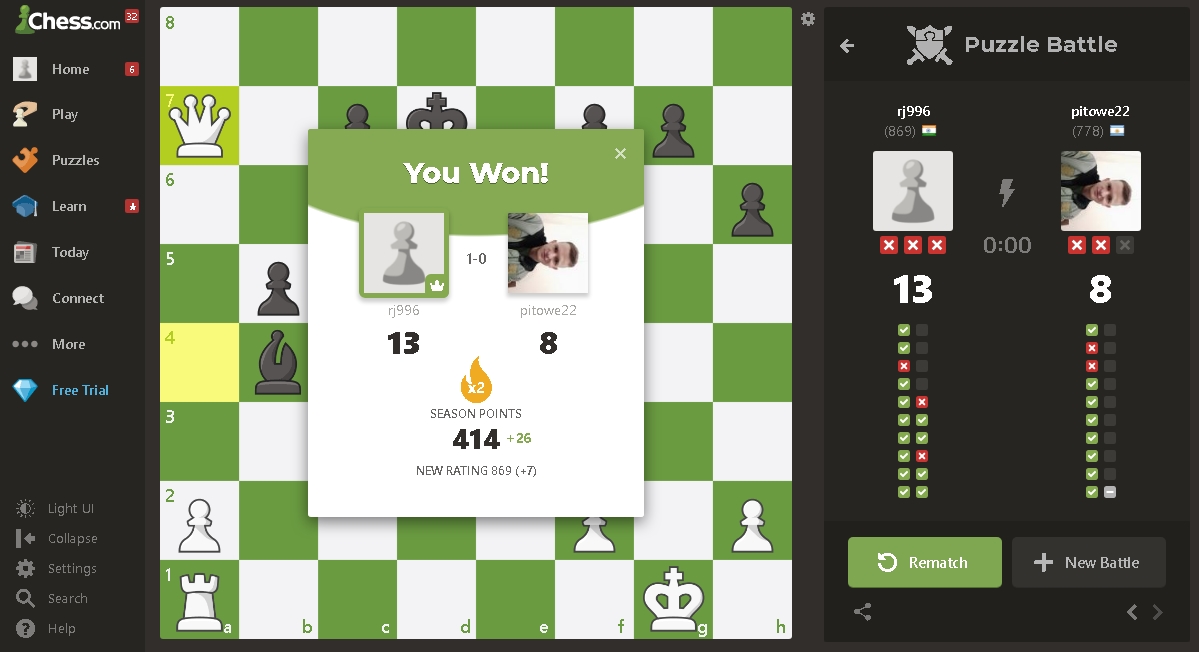 Chess.com 32
Home 6
Play
Puzzles
Learn
Today
Connect
More
Free Trial
Light UI
Collapse
Settings
Search
Help
8
7
6
5
4
3
2
1
a b c d e f g h
You Won!
1-0
rj996 pitowe22
13 8
x2
SEASON POINTS
414 +26
NEW RATING 869 (+7)
Puzzle Battle
rj996 pitowe22
(869) (778)
0:00
13 8
Rematch New Battle